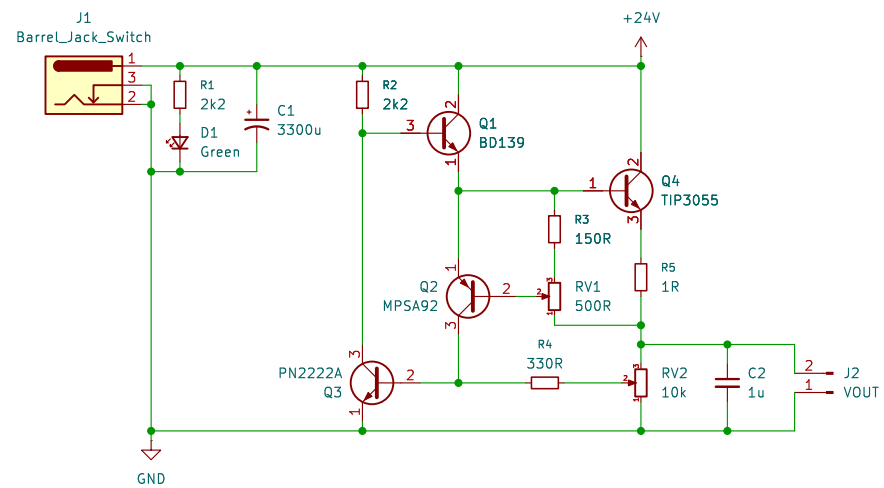 J1
Barrel_Jack_Switch
1
3
2
R1
2k2
D1
Green
+
C1
3300u
R2
2k2
+24V
3
2
1
Q1
BD139
1
2
3
Q4
TIP3055
R3
150R
3
2
1
RV1
500R
R5
1R
Q2
MPSA92
1
2
3
R4
330R
PN2222A
Q3
3
2
1
3
2
1
RV2
10k
C2
1u
2
1
J2
VOUT
GND